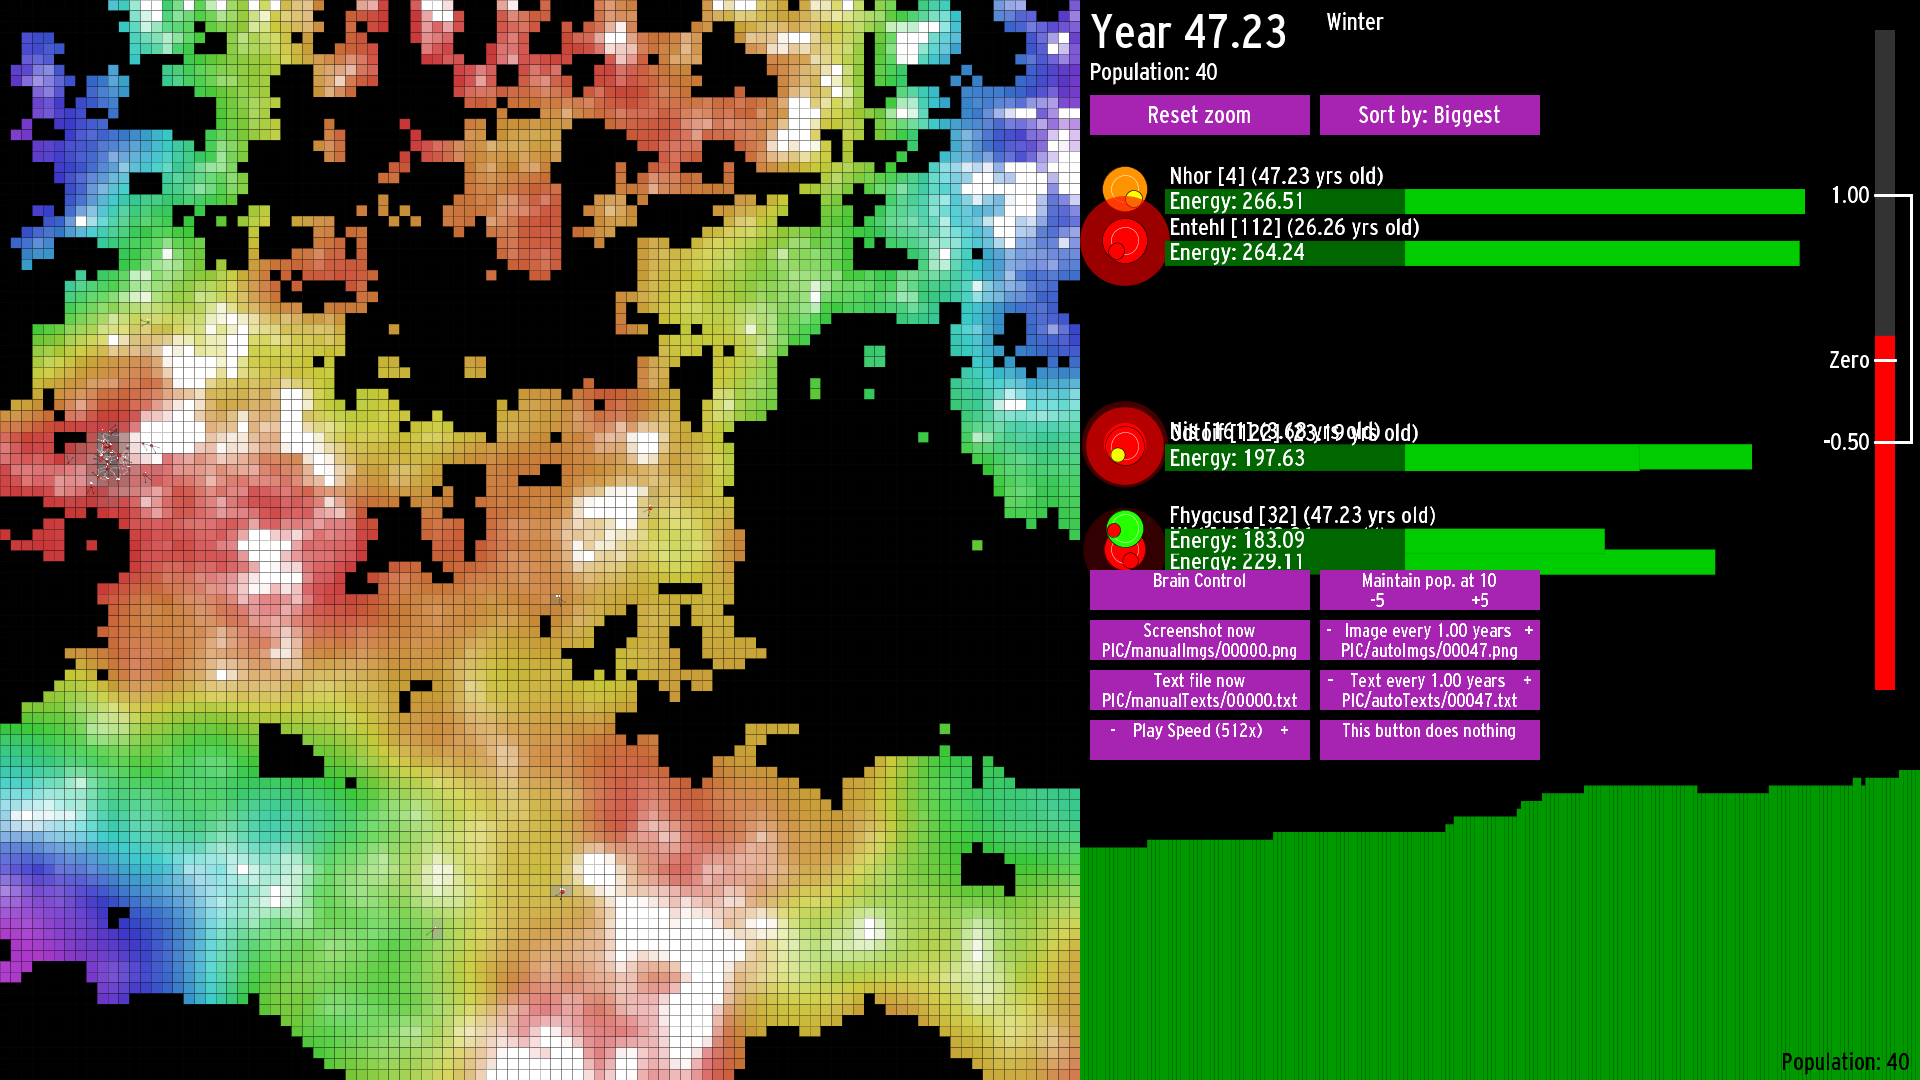 Year 47.23
Winter
Population: 40
Reset zoom
Sort by: Biggest
Nhor [4] (47.23 yrs old)
Energy: 266.51
Entehl [112] (26.26 yrs old)
Energy: 264.24
Energy: 197.63
Fhygcusd [32] (47.23 yrs old)
Energy: 183.09
Energy: 229.11
Brain Control
Maintain pop. at 10
-5 +5
Screenshot now
PIC/manualImgs/00000.png
- Image every 1.00 years +
PIC/autoImgs/00047.png
Text file now
PIC/manualTexts/00000.txt
- Text every 1.00 years +
PIC/autoTexts/00047.txt
- Play Speed (512x) +
This button does nothing
1.00
Zero
-0.50
Population: 40